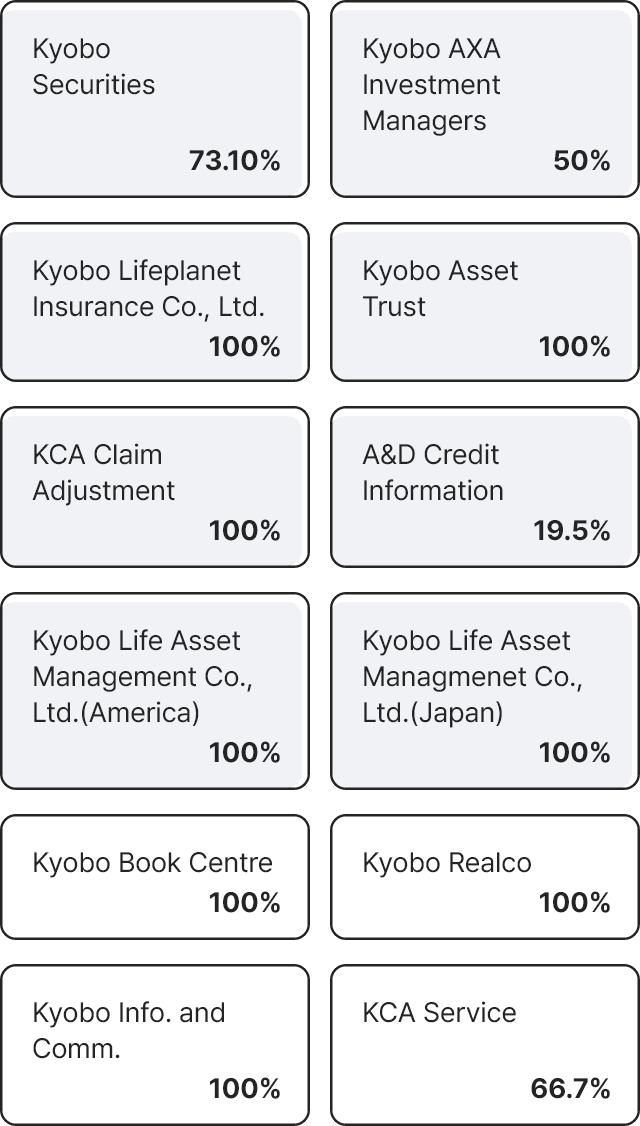 Kyobo
Securities
73.10%
Kyobo AXA
Investment
Managers
50%
Kyobo Lifeplanet
Insurance Co., Ltd.
100%
Kyobo Asset
Trust
100%
KCA Claim
Adjustment
100%
A&D Credit
Information
19.5%
Kyobo Life Asset
Management Co.,
Ltd.(America)
100%
Kyobo Life Asset
Managmenet Co.,
Ltd.(Japan)
100%
Kyobo Book Centre
100%
Kyobo Realco
100%
Kyobo Info. and
Comm.
100%
KCA Service
66.7%